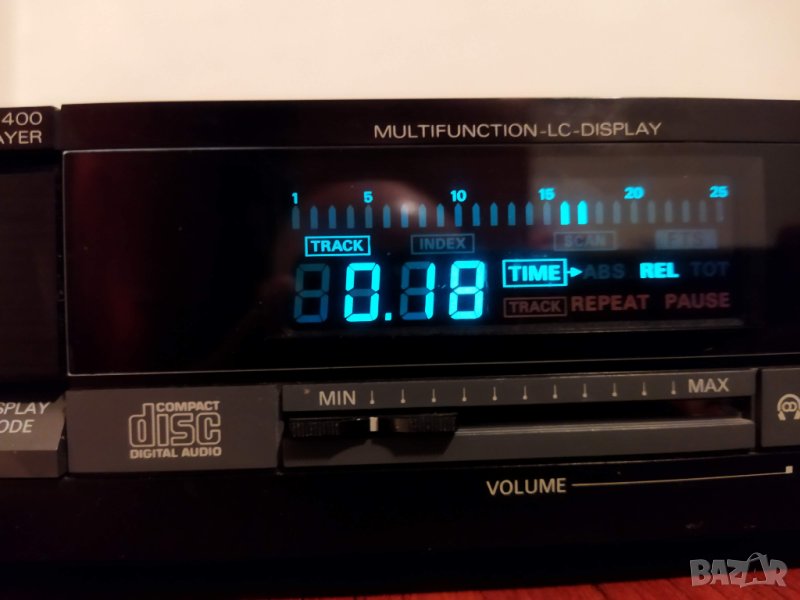 400
AYER
MULTIFUNCTION-LC-DISPLAY
1 5 10 15 20 25
TRACK INDEX SCAN FTS
0.18 TIME ABS REL TOT
TRACK REPEAT PAUSE
MIN MAX
SPLAY
ODE
COMPACT
disc
DIGITAL AUDIO
VOLUME
BAZAR